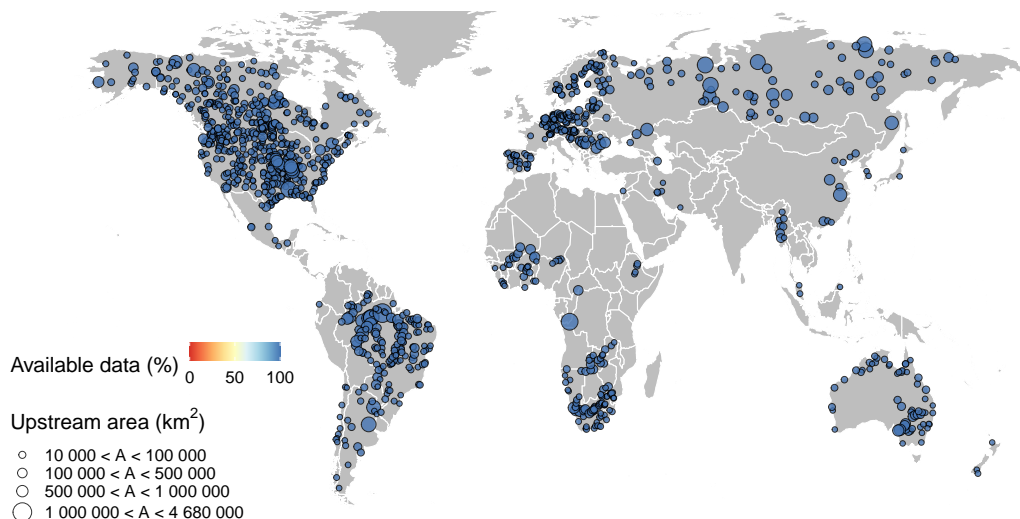 Available data (%)
0 50 100
Upstream area (km²)
10 000 < A < 100 000
100 000 < A < 500 000
500 000 < A < 1 000 000
1 000 000 < A < 4 680 000